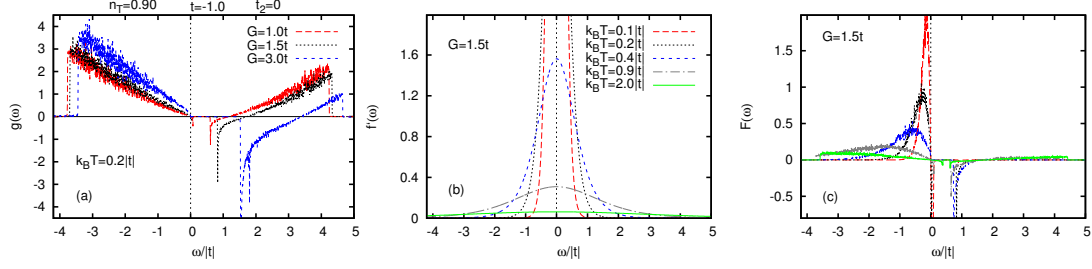 n_T=0.90 t=-1.0 t_2=0
g(ω)
4
3
2
1
0
-1
-2
-3
-4
G=1.0t
G=1.5t
G=3.0t
k_BT=0.2|t|
(a)
-4 -3 -2 -1 0 1 2 3 4 5
ω/|t|
f'(ω)
1.6
1.2
0.8
0.4
0
G=1.5t
k_BT=0.1|t|
k_BT=0.2|t|
k_BT=0.4|t|
k_BT=0.9|t|
k_BT=2.0|t|
(b)
-4 -3 -2 -1 0 1 2 3 4 5
ω/|t|
F(ω)
1.5
1
0.5
0
-0.5
G=1.5t
(c)
-4 -3 -2 -1 0 1 2 3 4 5
ω/|t|